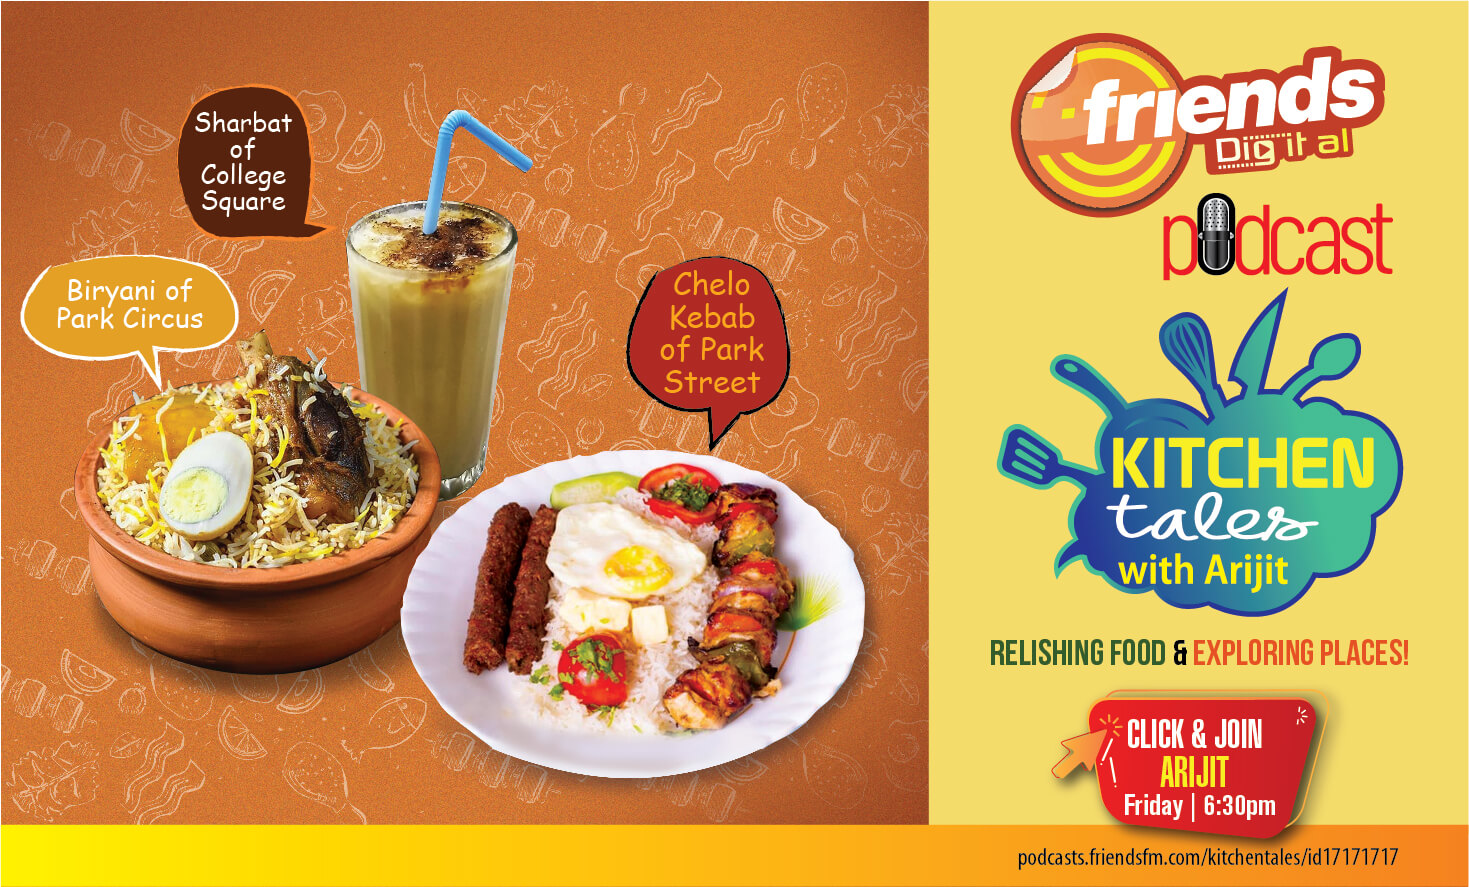 Sharbat
of
College
Square
Biryani of
Park Circus
Chelo
Kebab
of Park
Street
friends
Digital
podcast
KITCHEN
tales
with Arijit
RELISHING FOOD & EXPLORING PLACES!
CLICK & JOIN
ARIJIT
Friday | 6:30pm
podcasts.friendsfm.com/kitchentales/id17171717